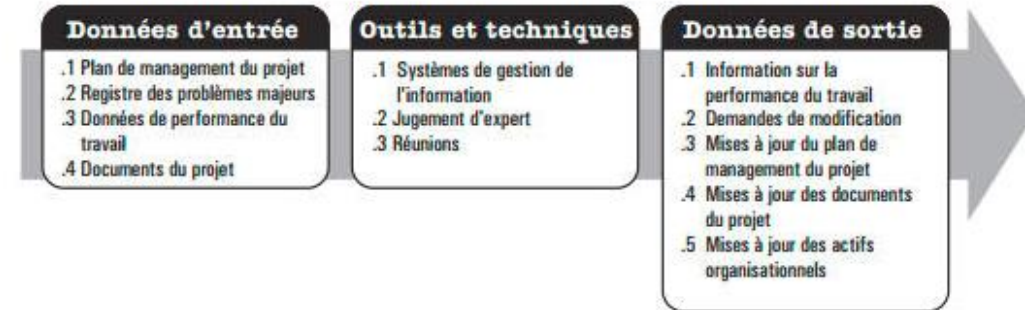 Données d'entrée
.1 Plan de management du projet
.2 Registre des problèmes majeurs
.3 Données de performance du
travail
.4 Documents du projet
Outils et techniques
.1 Systèmes de gestion de
l'information
.2 Jugement d'expert
.3 Réunions
Données de sortie
.1 Information sur la
performance du travail
.2 Demandes de modification
.3 Mises à jour du plan de
management du projet
.4 Mises à jour des documents
du projet
.5 Mises à jour des actifs
organisationnels